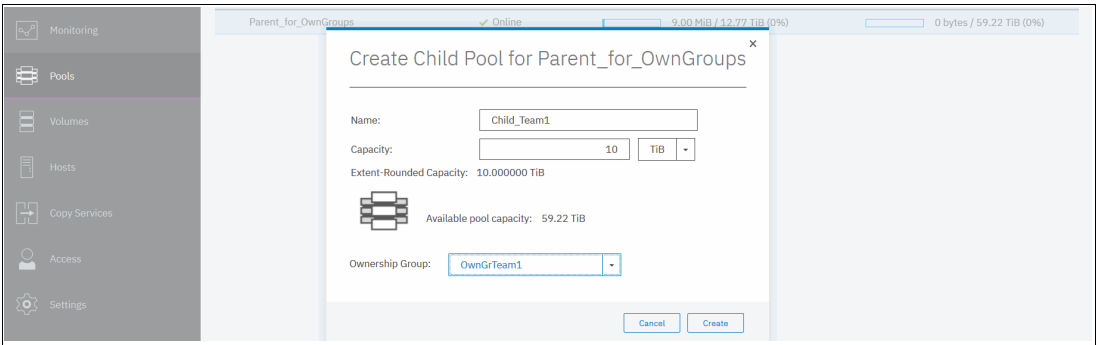 Monitoring
Pools
Volumes
Hosts
Copy Services
Access
Settings
Parent_for_OwnGroups Online 9.00 MiB / 12.77 TiB (0%) 0 bytes / 59.22 TiB (0%)
Create Child Pool for Parent_for_OwnGroups
Name: Child_Team1
Capacity: 10 TiB
Extent-Rounded Capacity: 10.000000 TiB
Available pool capacity: 59.22 TiB
Ownership Group: OwnGrTeam1
Cancel Create